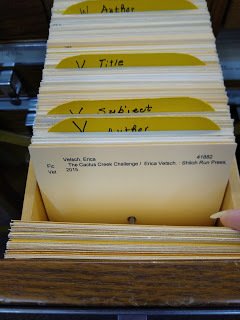 W Author
V Title
V Subject
V Author
Vetsch, Erica #1882
Fic The Cactus Creek Challenge / Erica Vetsch. : Shiloh Run Press,
Vet 2015.